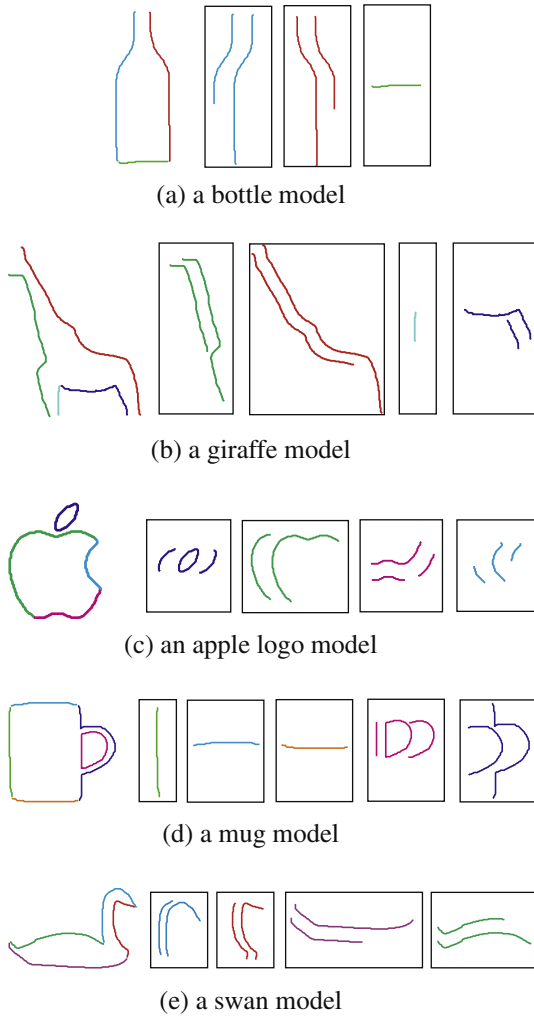 (a) a bottle model
(b) a giraffe model
(c) an apple logo model
(d) a mug model
(e) a swan model